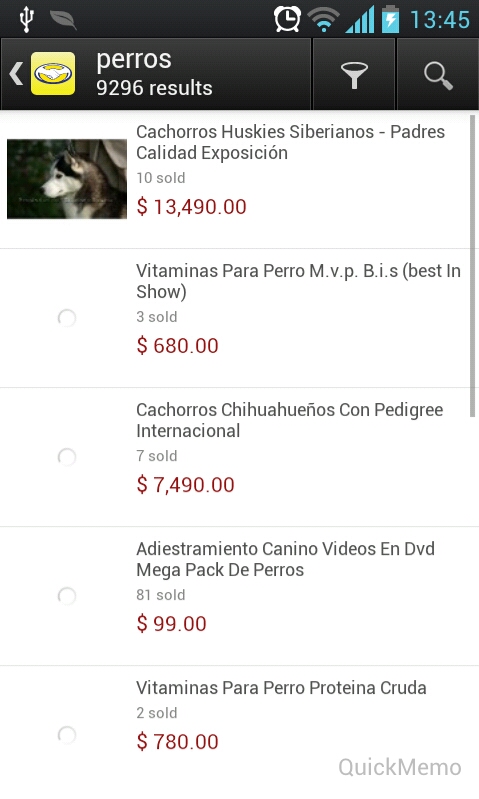 13:45
perros
9296 results
Cachorros Huskies Siberianos - Padres
Calidad Exposición
10 sold
$ 13,490.00
Vitaminas Para Perro M.v.p. B.i.s (best In
Show)
3 sold
$ 680.00
Cachorros Chihuahueños Con Pedigree
Internacional
7 sold
$ 7,490.00
Adiestramiento Canino Videos En Dvd
Mega Pack De Perros
81 sold
$ 99.00
Vitaminas Para Perro Proteina Cruda
2 sold
$ 780.00
QuickMemo